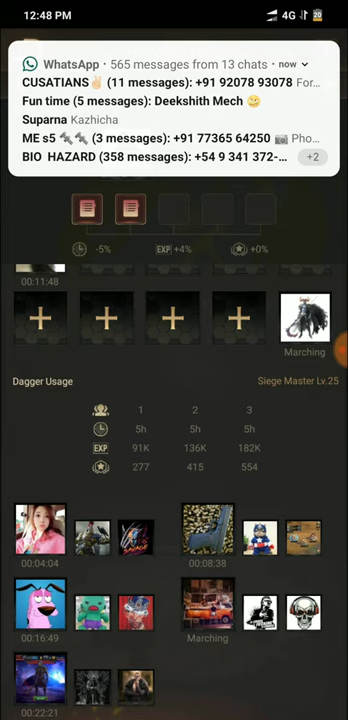 12:48 PM
4G
20
WhatsApp • 565 messages from 13 chats • now
CUSATIANS✌🏻 (11 messages): +91 92078 93078 For...
Fun time (5 messages): Deekshith Mech
Suparna Kazhicha
ME s5 🔩🔩 (3 messages): +91 77365 64250 📷 Pho...
BIO HAZARD (358 messages): +54 9 341 372-...
+2
-5% EXP +4% +0%
00:11:48
Marching
Dagger Usage Siege Master Lv.25
1 2 3
5h 5h 5h
EXP 91K 136K 182K
277 415 554
SAVAGE
00:04:04 00:08:38
00:16:49 Marching
00:22:21